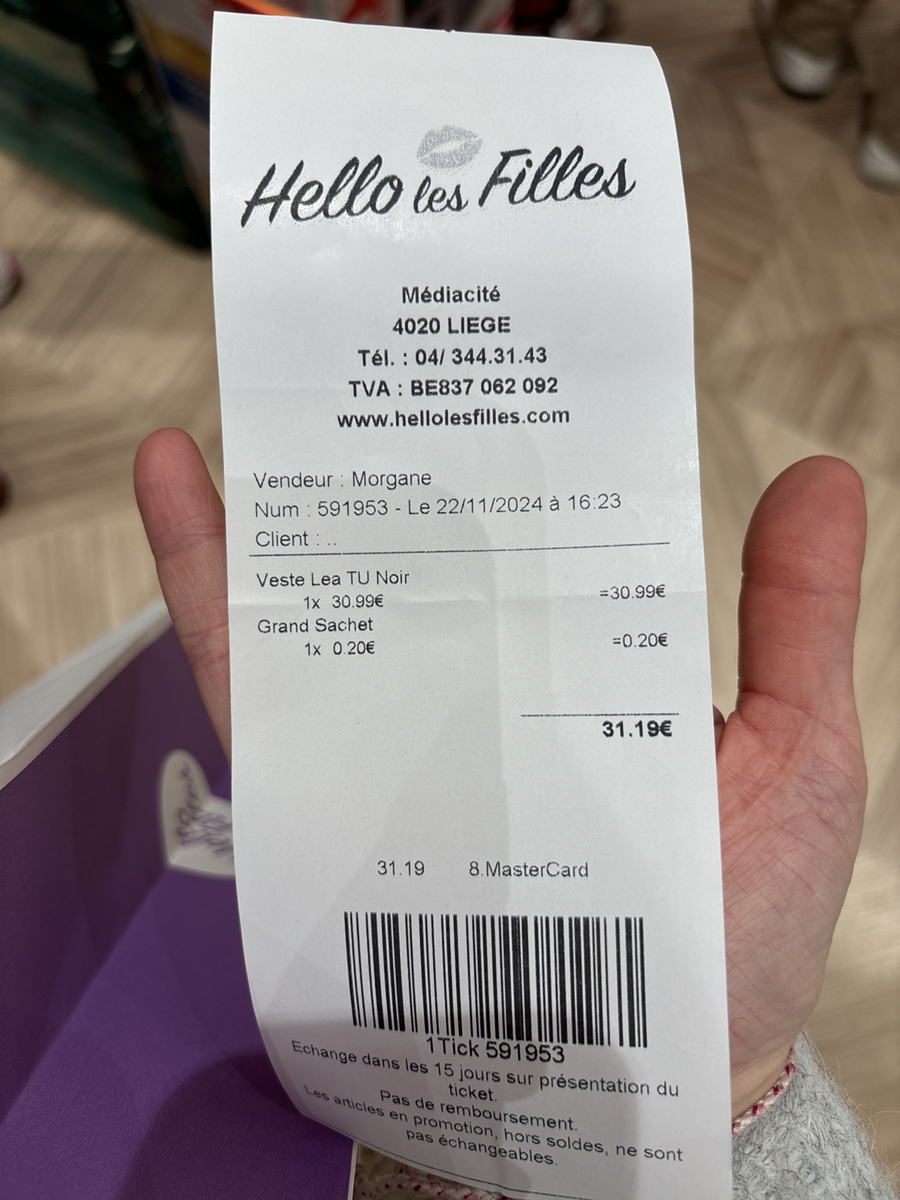 Hello les Filles
Médiacité
4020 LIEGE
Tél. : 04/ 344.31.43
TVA : BE837 062 092
www.hellolesfilles.com
Vendeur : Morgane
Num : 591953 - Le 22/11/2024 à 16:23
Client : ..
Veste Lea TU Noir
1x 30.99€ =30.99€
Grand Sachet
1x 0.20€ =0.20€
31.19€
31.19 8.MasterCard
1Tick 591953
Echange dans les 15 jours sur présentation du
ticket.
Pas de remboursement.
Les articles en promotion, hors soldes, ne sont
pas échangeables.